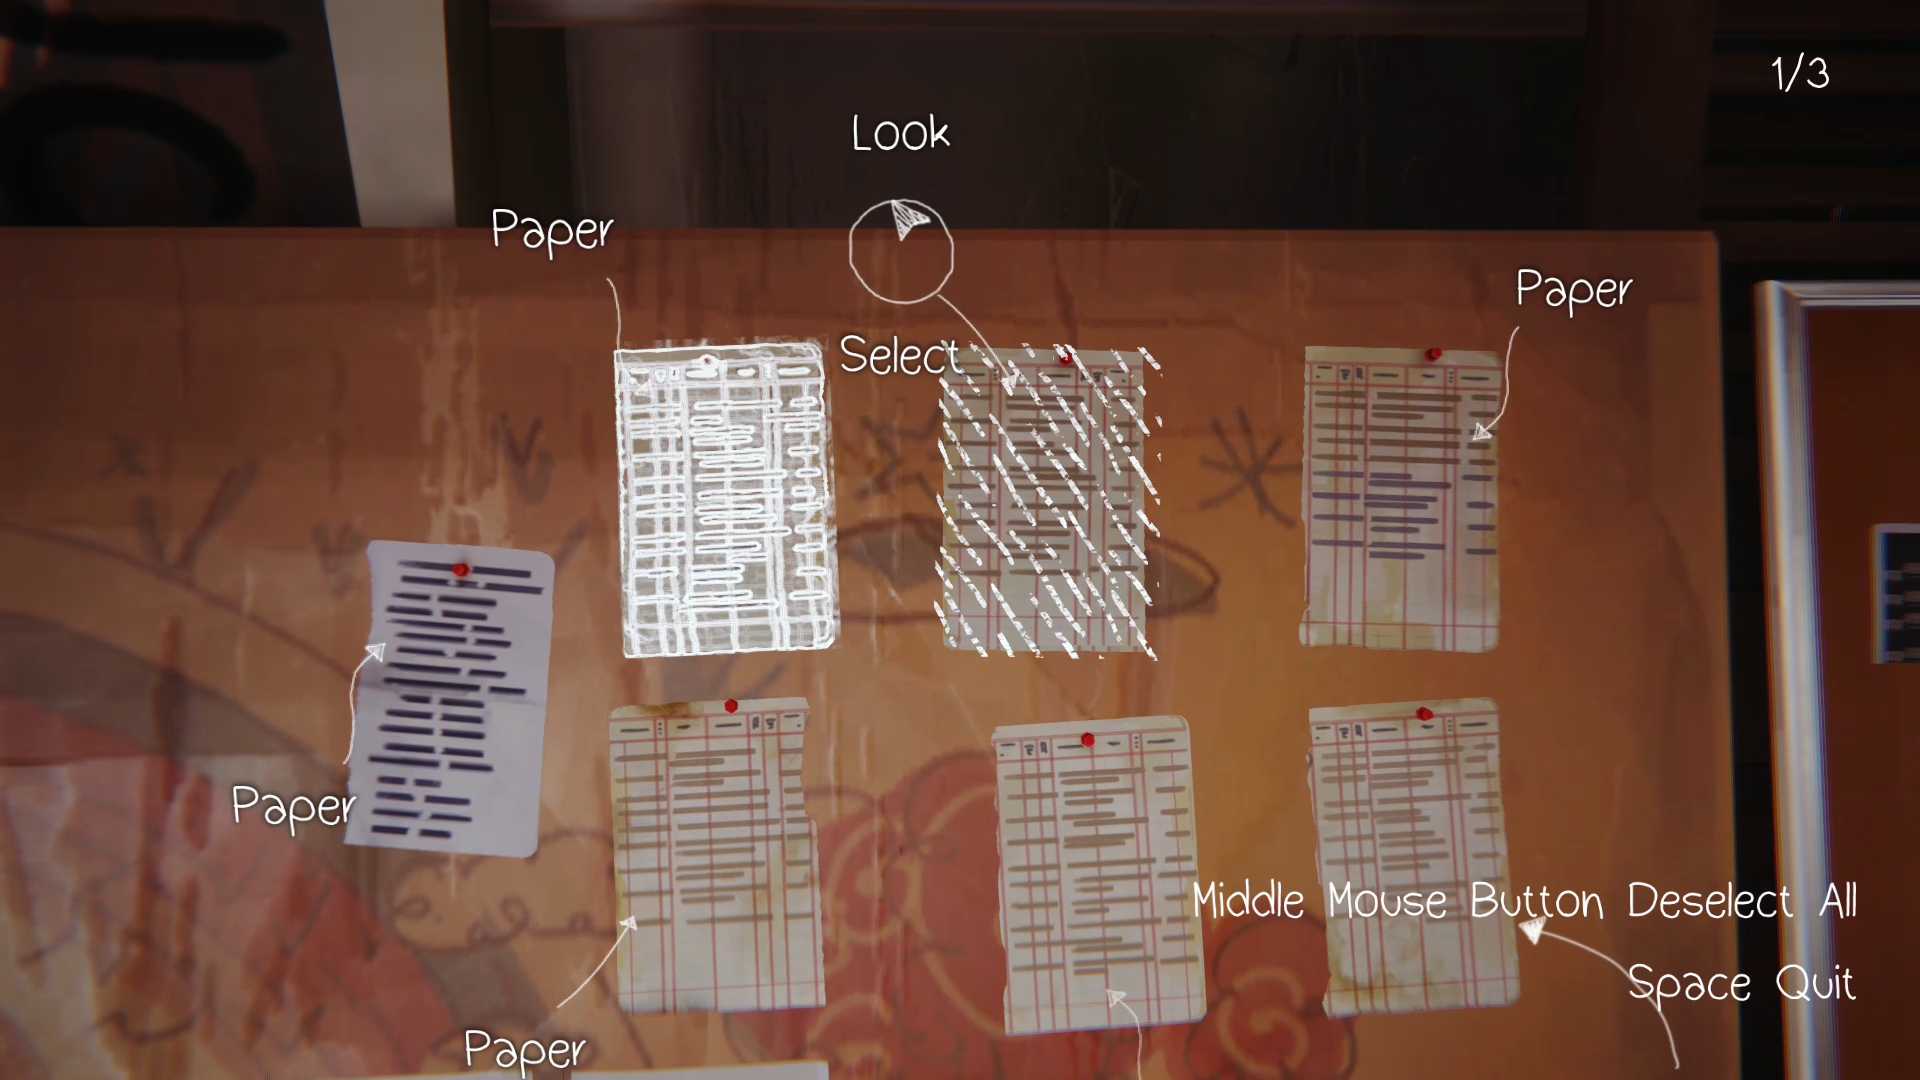 1/3
Look
Paper
Paper
Select
Paper
Middle Mouse Button Deselect All
Space Quit
Paper